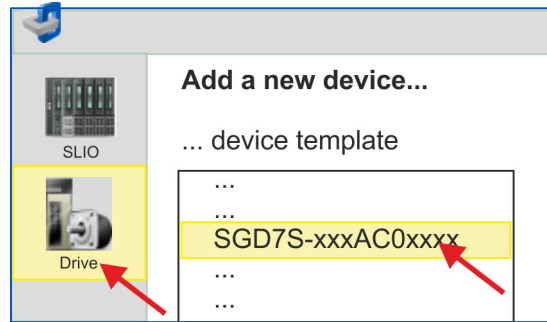 Add a new device...
SLIO
... device template
...
...
SGD7S-xxxAC0xxxx
Drive
...
...